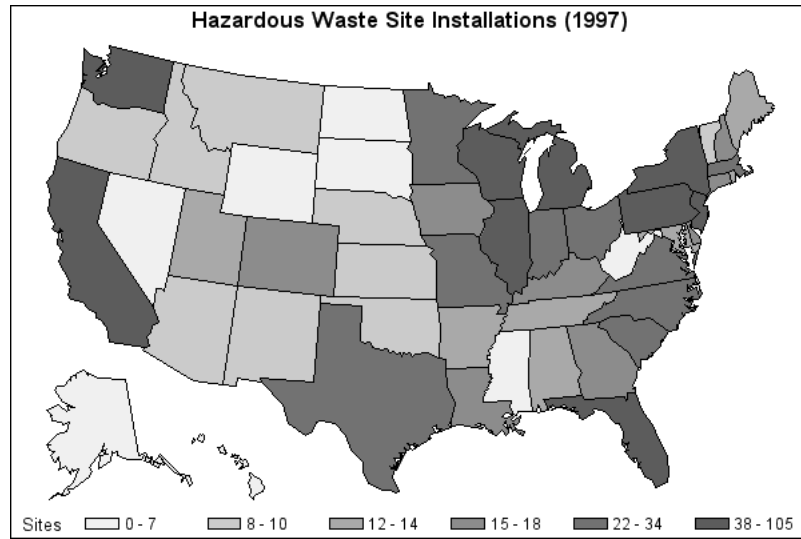 Hazardous Waste Site Installations (1997)
Sites 0 - 7 8 - 10 12 - 14 15 - 18 22 - 34 38 - 105